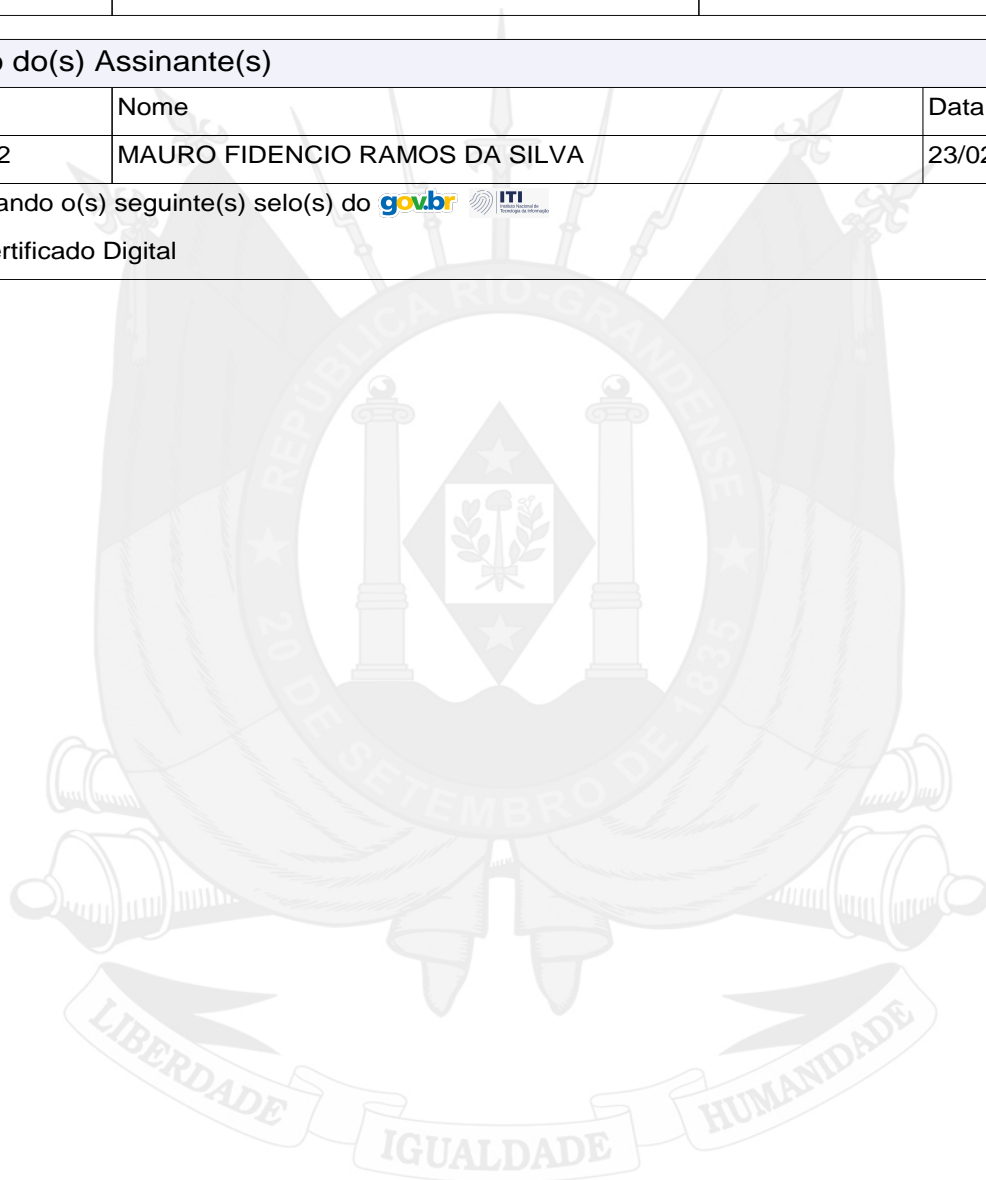 o do(s) Assinante(s)
Nome Data
2 MAURO FIDENCIO RAMOS DA SILVA 23/02
ando o(s) seguinte(s) selo(s) do gov.br ITI
rtificado Digital
REPÚBLICA RIO-GRANDENSE
20 DE SETEMBRO DE 1835
LIBERDADE IGUALDADE HUMANIDADE